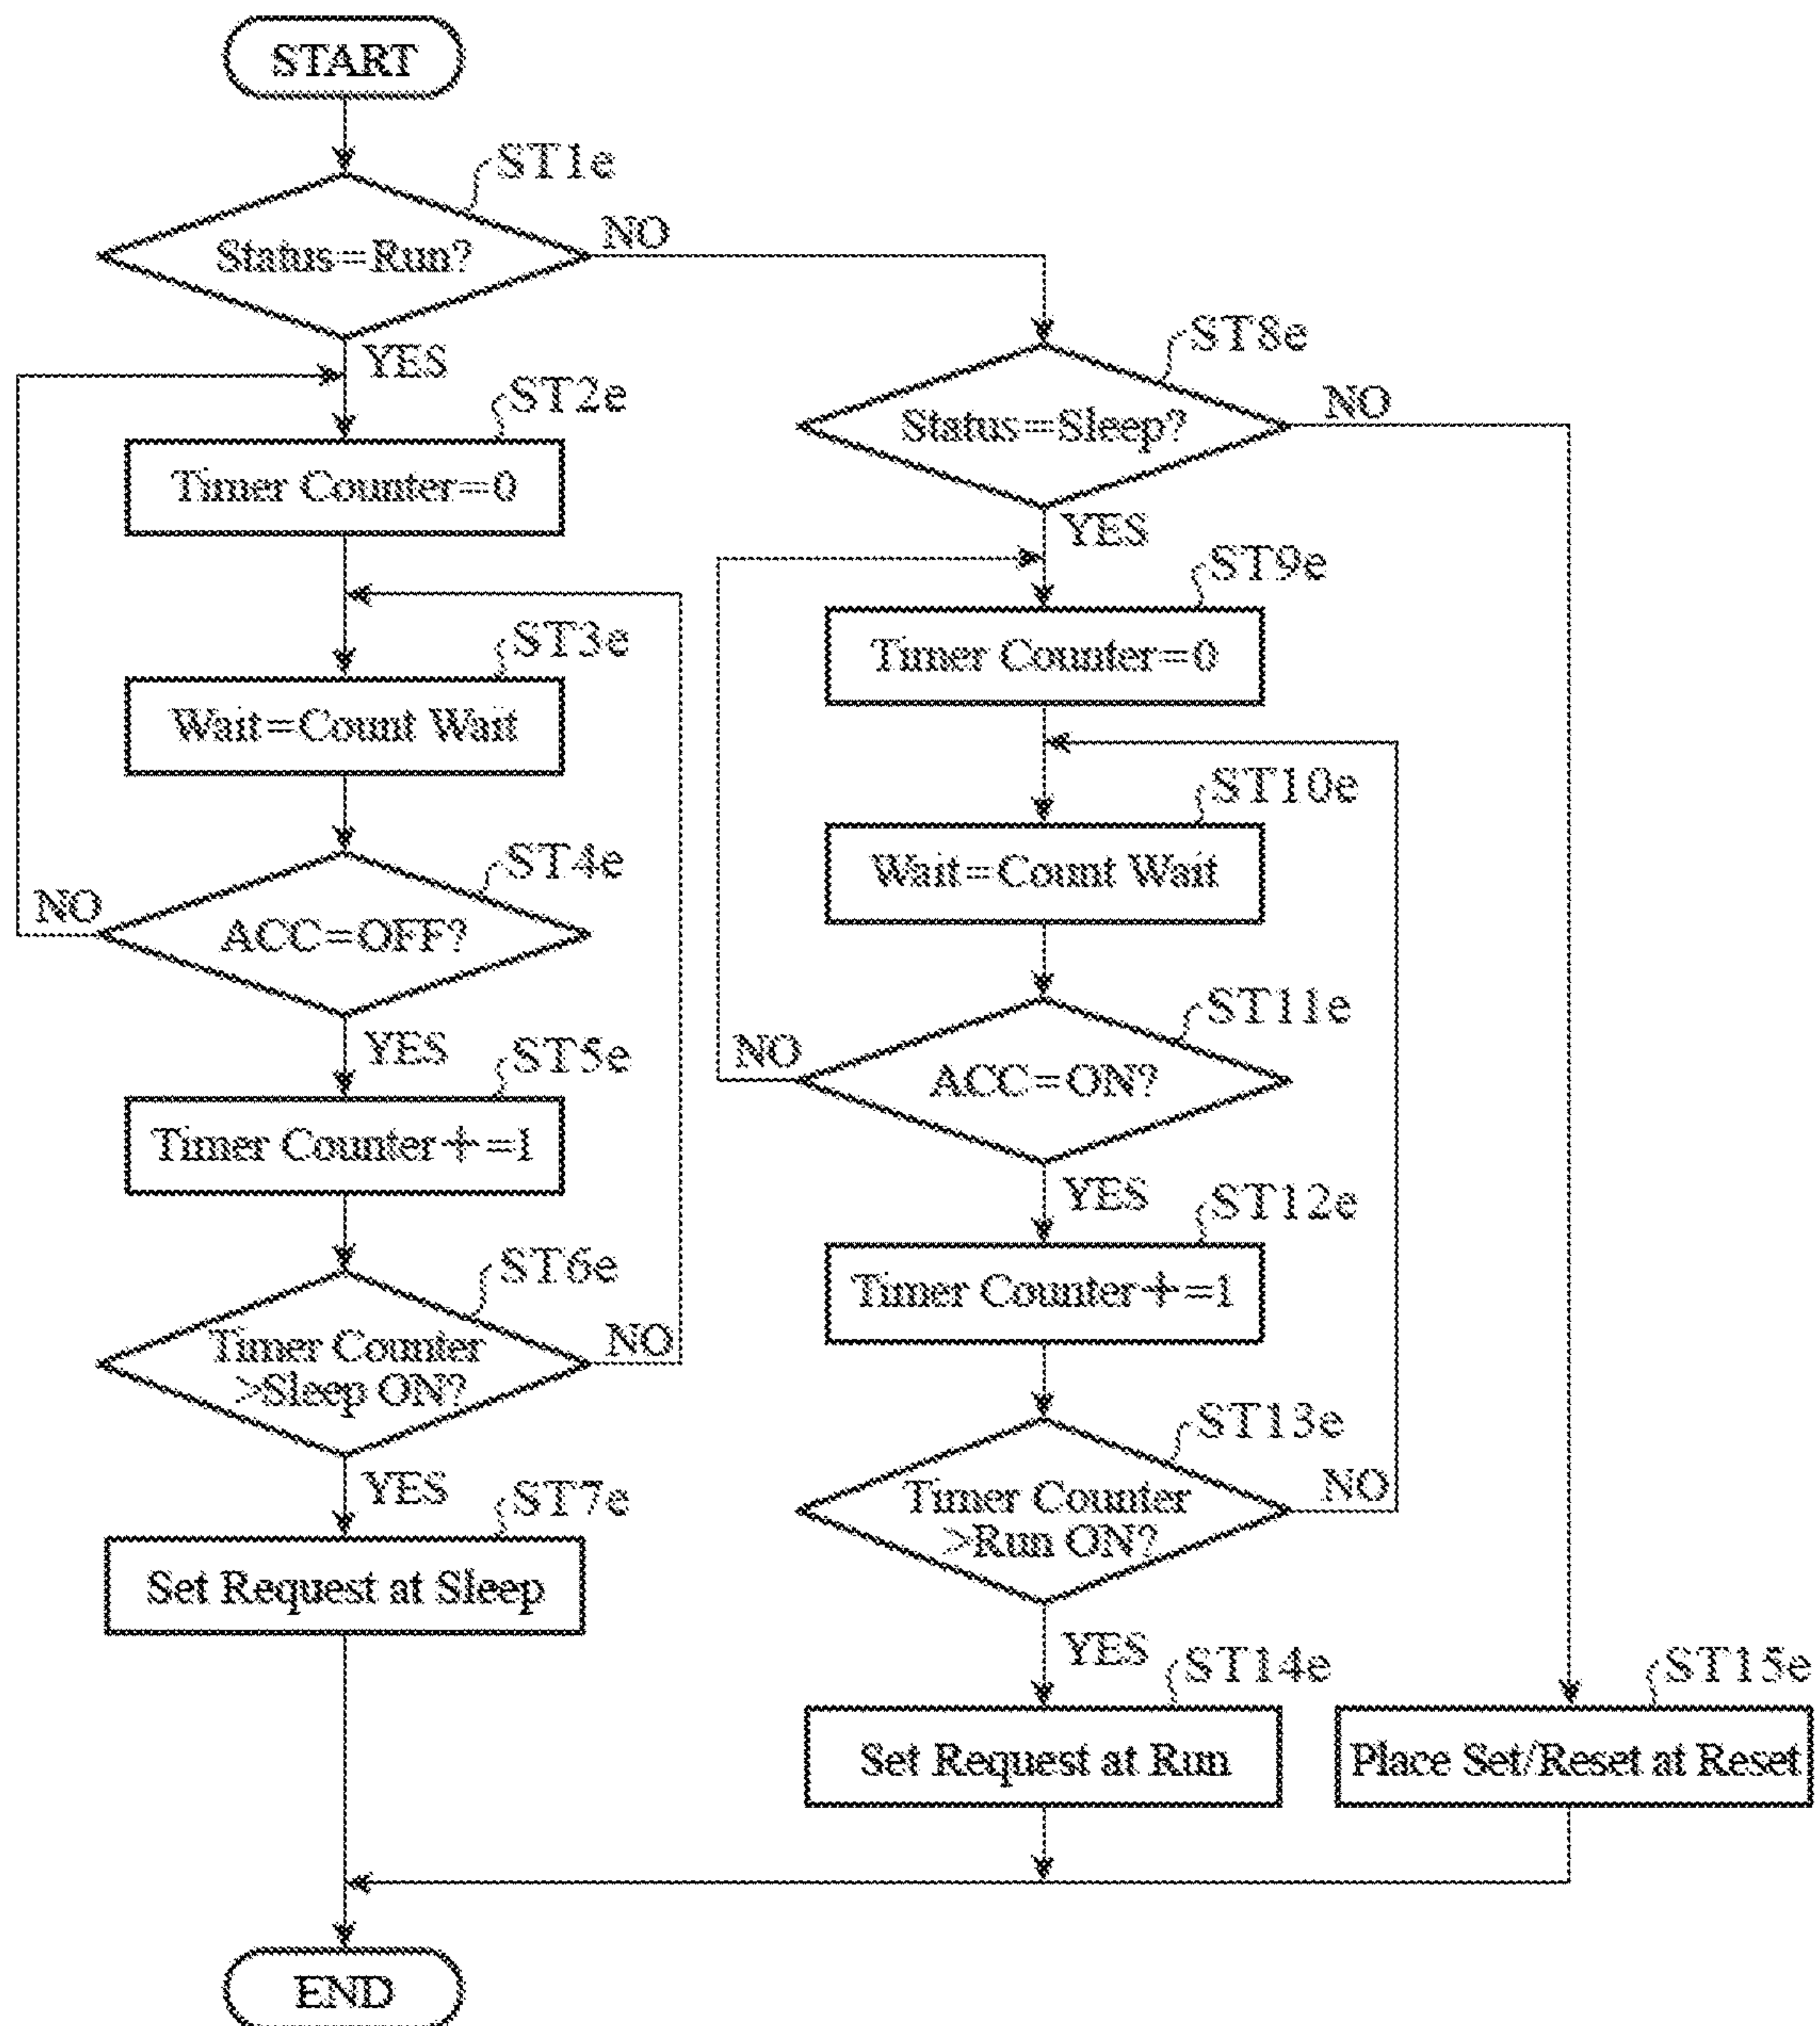 START
ST1e
Status=Run?
NO
YES
ST2e
Timer Counter=0
ST3e
Wait=Count Wait
ST4e
ACC=OFF?
NO
YES
ST5e
Timer Counter+=1
ST6e
Timer Counter
>Sleep ON?
NO
YES
ST7e
Set Request at Sleep
ST8e
Status=Sleep?
NO
YES
ST9e
Timer Counter=0
ST10e
Wait=Count Wait
ST11e
ACC=ON?
NO
YES
ST12e
Timer Counter+=1
ST13e
Timer Counter
>Run ON?
NO
YES
ST14e
Set Request at Run
ST15e
Place Set/Reset at Reset
END